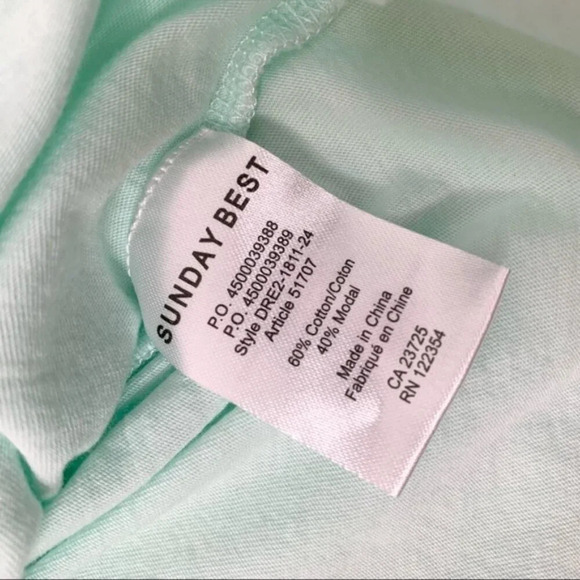 SUNDAY BEST
P.O. 4500039388
P.O. 4500039389
Style DRE2-1811-24
Article 51707
60% Cotton/Coton
40% Modal
Made in China
Fabriqué en Chine
CA 23725
RN 122354